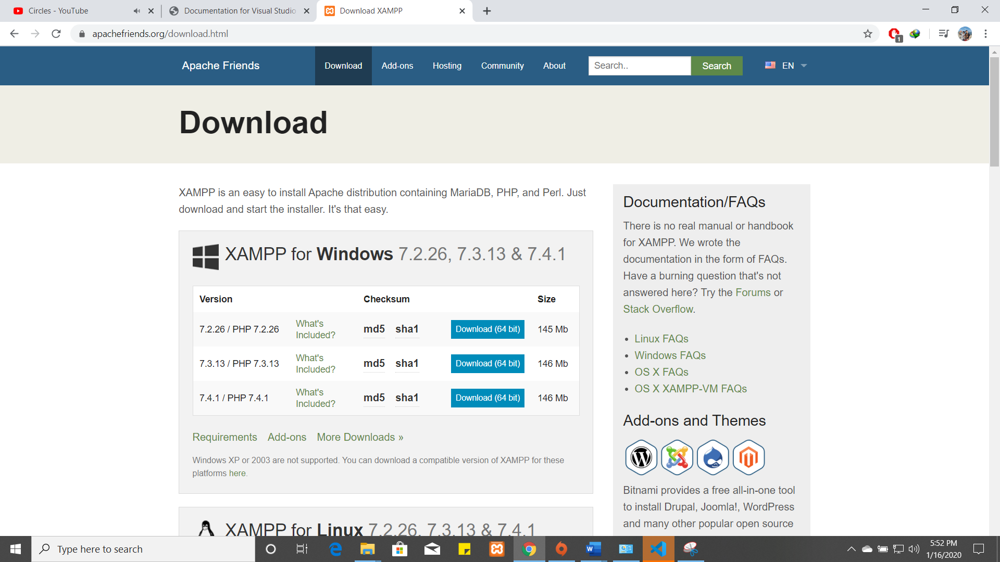 Circles - YouTube
Documentation for Visual Studio
Download XAMPP
apachefriends.org/download.html
1
Apache Friends
Download
Add-ons
Hosting
Community
About
Search..
Search
EN
Download
XAMPP is an easy to install Apache distribution containing MariaDB, PHP, and Perl. Just
download and start the installer. It's that easy.
XAMPP for Windows 7.2.26, 7.3.13 & 7.4.1
Version Checksum Size
7.2.26 / PHP 7.2.26 What's Included? md5 sha1 Download (64 bit) 145 Mb
7.3.13 / PHP 7.3.13 What's Included? md5 sha1 Download (64 bit) 146 Mb
7.4.1 / PHP 7.4.1 What's Included? md5 sha1 Download (64 bit) 146 Mb
Requirements Add-ons More Downloads »
Windows XP or 2003 are not supported. You can download a compatible version of XAMPP for these
platforms here.
XAMPP for Linux 7.2.26, 7.3.13 & 7.4.1
Documentation/FAQs
There is no real manual or handbook
for XAMPP. We wrote the
documentation in the form of FAQs.
Have a burning question that's not
answered here? Try the Forums or
Stack Overflow.
• Linux FAQs
• Windows FAQs
• OS X FAQs
• OS X XAMPP-VM FAQs
Add-ons and Themes
Bitnami provides a free all-in-one tool
to install Drupal, Joomla!, WordPress
and many other popular open source
Type here to search
5:52 PM
1/16/2020